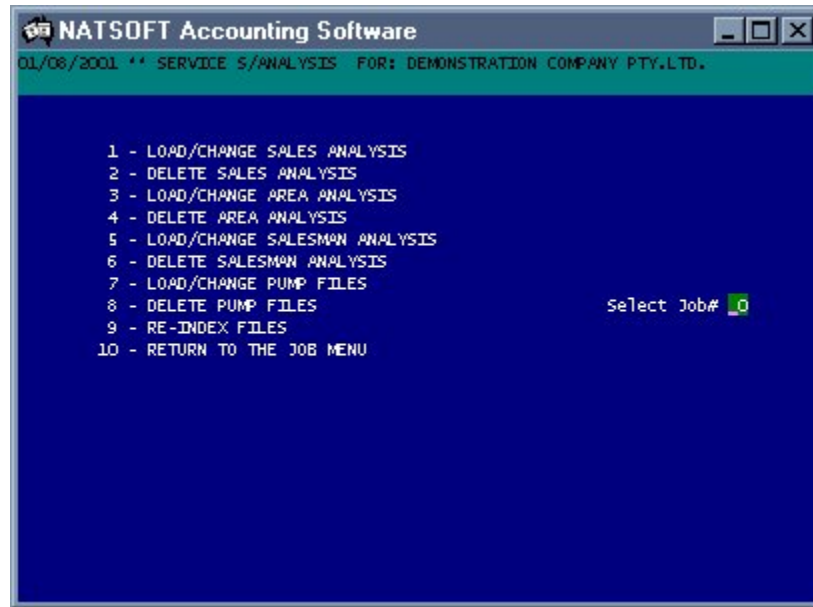 NATSOFT Accounting Software
01/08/2001 ** SERVICE S/ANALYSIS FOR: DEMONSTRATION COMPANY PTY.LTD.
1 - LOAD/CHANGE SALES ANALYSIS
2 - DELETE SALES ANALYSIS
3 - LOAD/CHANGE AREA ANALYSIS
4 - DELETE AREA ANALYSIS
5 - LOAD/CHANGE SALESMAN ANALYSIS
6 - DELETE SALESMAN ANALYSIS
7 - LOAD/CHANGE PUMP FILES
8 - DELETE PUMP FILES Select Job# _0
9 - RE-INDEX FILES
10 - RETURN TO THE JOB MENU